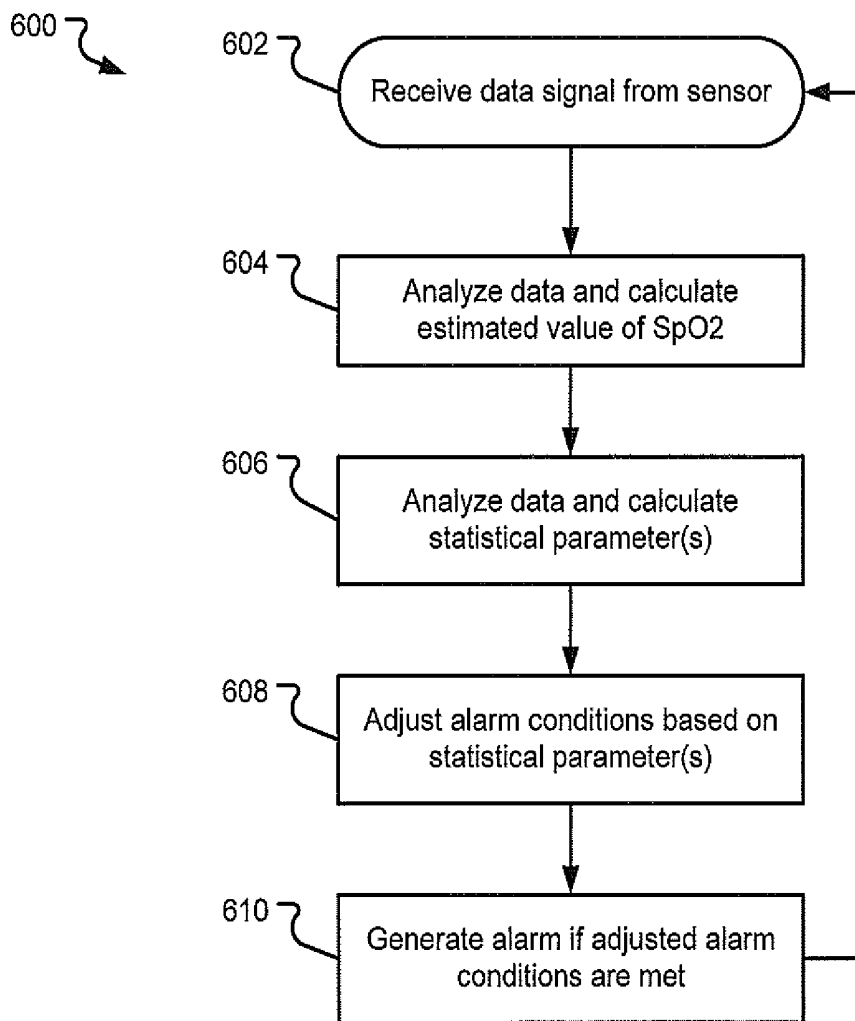 600
602
Receive data signal from sensor
604
Analyze data and calculate
estimated value of SpO2
606
Analyze data and calculate
statistical parameter(s)
608
Adjust alarm conditions based on
statistical parameter(s)
610
Generate alarm if adjusted alarm
conditions are met